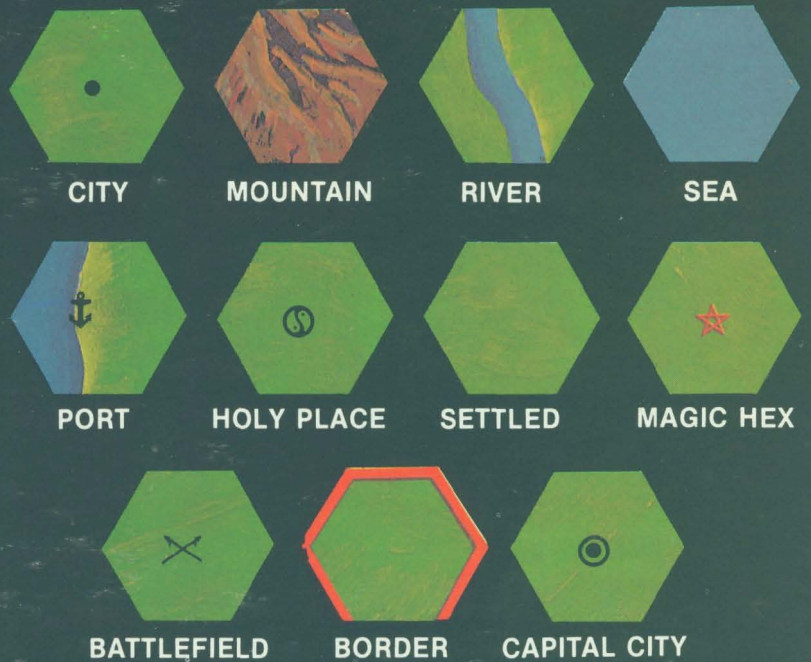 CITY MOUNTAIN RIVER SEA
PORT HOLY PLACE SETTLED MAGIC HEX
BATTLEFIELD BORDER CAPITAL CITY